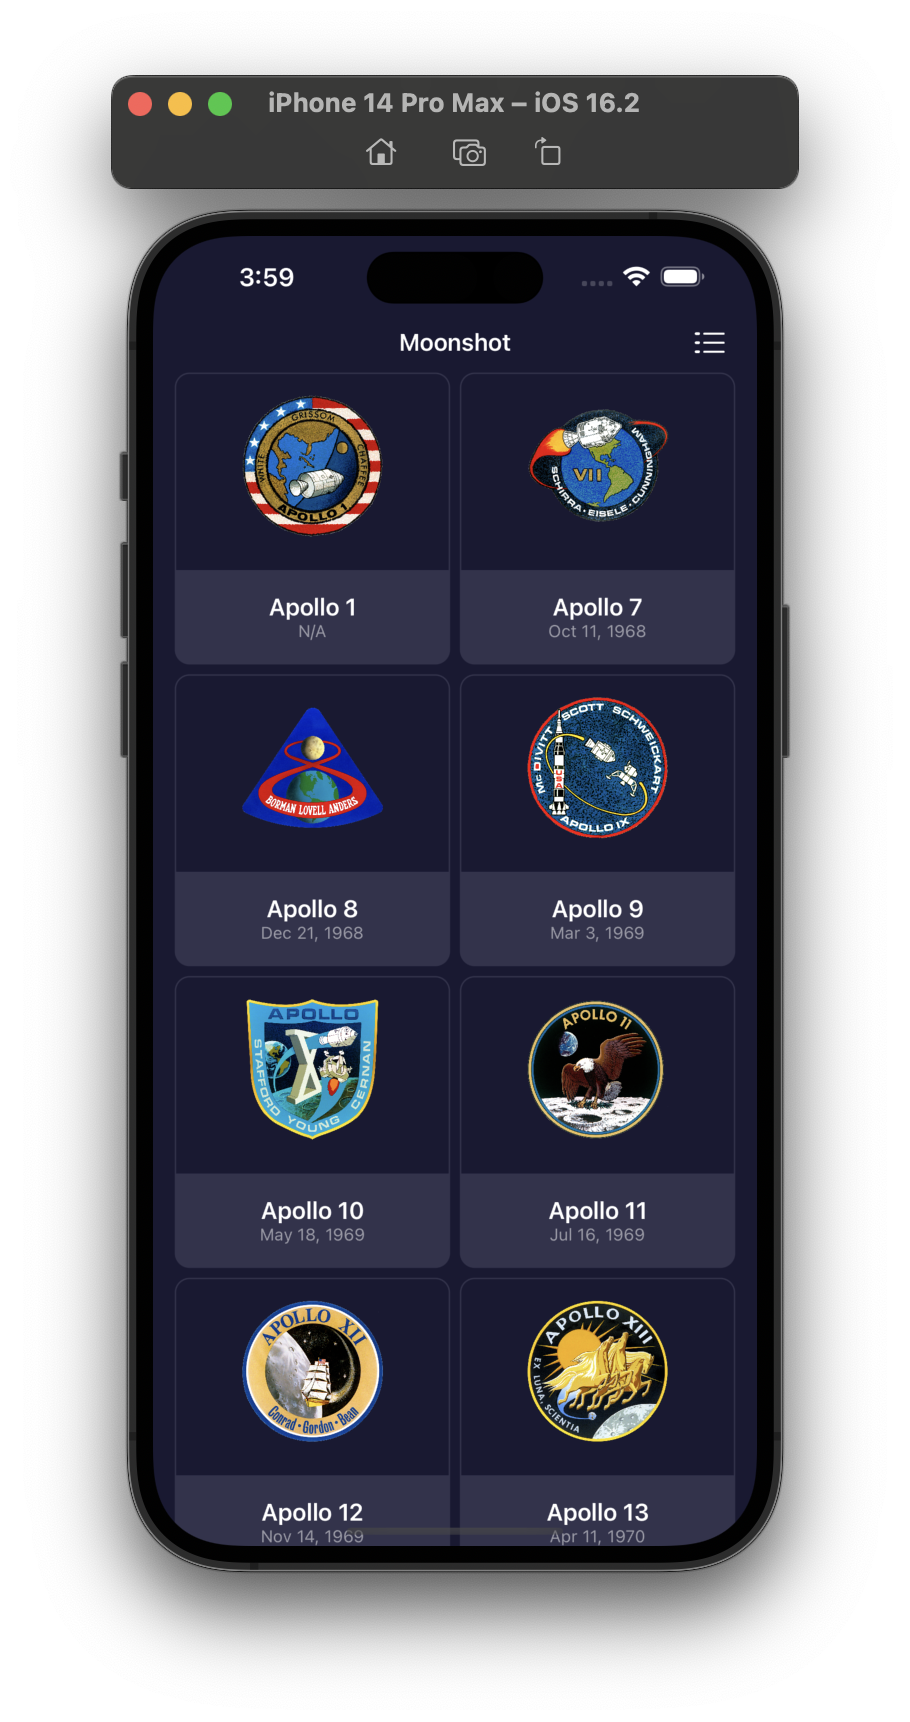 iPhone 14 Pro Max – iOS 16.2
3:59
Moonshot
GRISSOM
WHITE
CHAFFEE
APOLLO 1
VII
SCHIRRA • EISELE • CUNNINGHAM
Apollo 1
N/A
Apollo 7
Oct 11, 1968
BORMAN LOVELL ANDERS
McDIVITT SCOTT SCHWEICKART
USA
APOLLO IX
Apollo 8
Dec 21, 1968
Apollo 9
Mar 3, 1969
APOLLO
X
STAFFORD YOUNG CERNAN
APOLLO 11
Apollo 10
May 18, 1969
Apollo 11
Jul 16, 1969
APOLLO XII
Conrad • Gordon • Bean
APOLLO XIII
EX LUNA, SCIENTIA
Apollo 12
Nov 14, 1969
Apollo 13
Apr 11, 1970